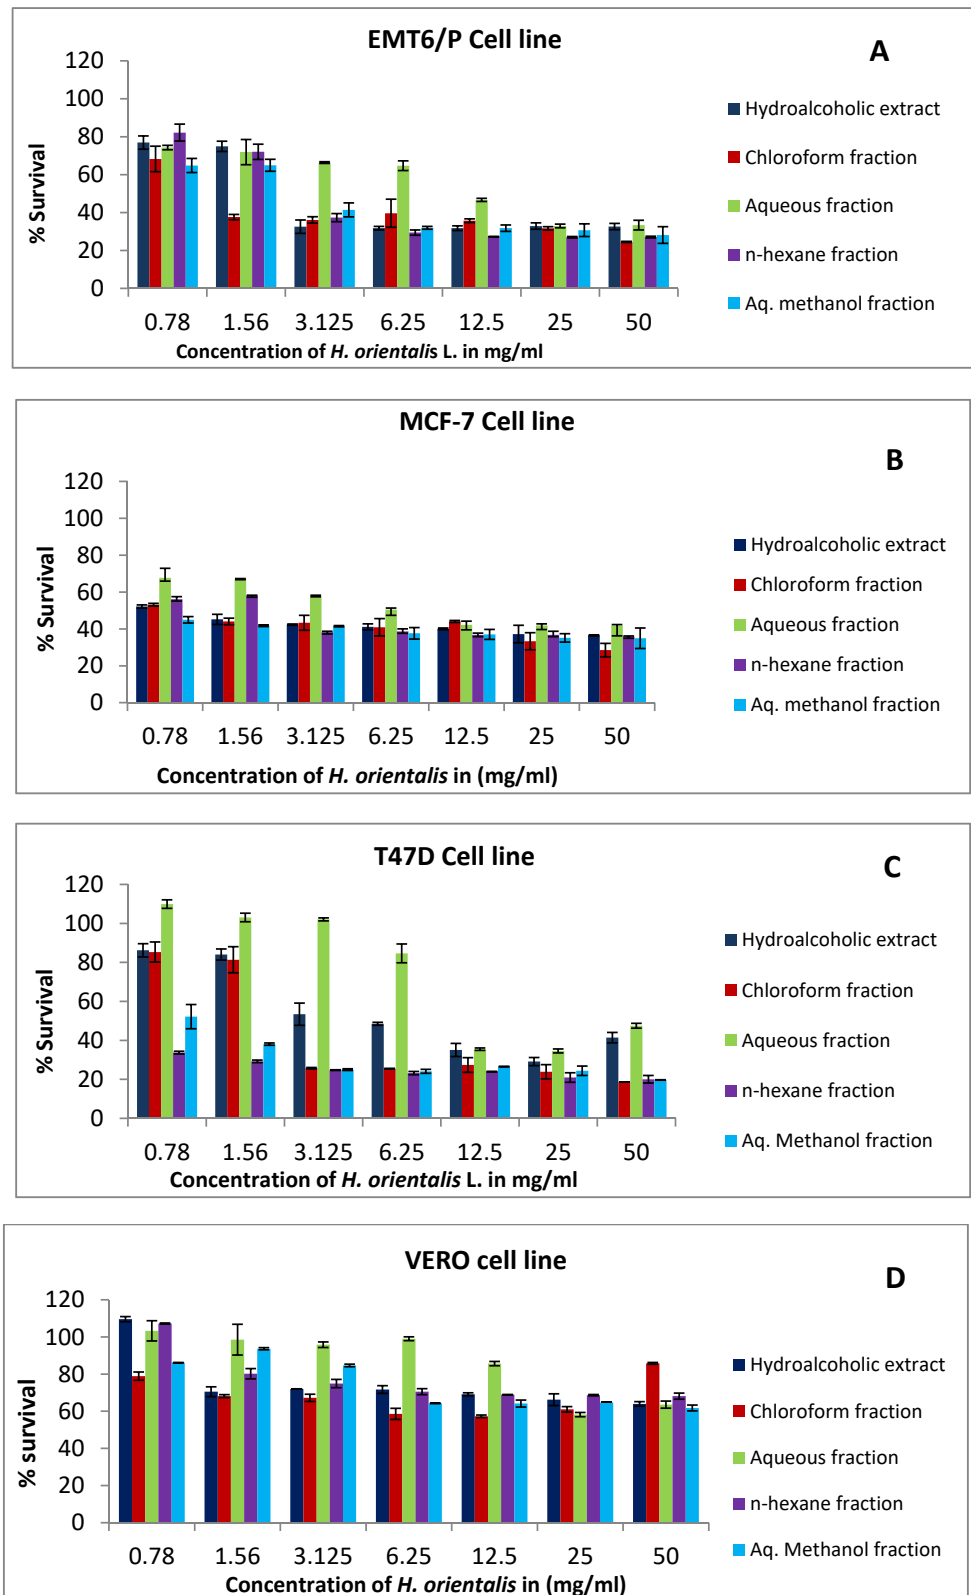 EMT6/P Cell line
A
120
100
80
60
40
20
0
% Survival
0.78 1.56 3.125 6.25 12.5 25 50
Concentration of H. orientalis L. in mg/ml
Hydroalcoholic extract
Chloroform fraction
Aqueous fraction
n-hexane fraction
Aq. methanol fraction
MCF-7 Cell line
B
120
100
80
60
40
20
0
% Survival
0.78 1.56 3.125 6.25 12.5 25 50
Concentration of H. orientalis in (mg/ml)
Hydroalcoholic extract
Chloroform fraction
Aqueous fraction
n-hexane fraction
Aq. methanol fraction
T47D Cell line
C
120
100
80
60
40
20
0
% Survival
0.78 1.56 3.125 6.25 12.5 25 50
Concentration of H. orientalis L. in mg/ml
Hydroalcoholic extract
Chloroform fraction
Aqueous fraction
n-hexane fraction
Aq. Methanol fraction
VERO cell line
D
120
100
80
60
40
20
0
% survival
0.78 1.56 3.125 6.25 12.5 25 50
Concentration of H. orientalis in (mg/ml)
Hydroalcoholic extract
Chloroform fraction
Aqueous fraction
n-hexane fraction
Aq. Methanol fraction